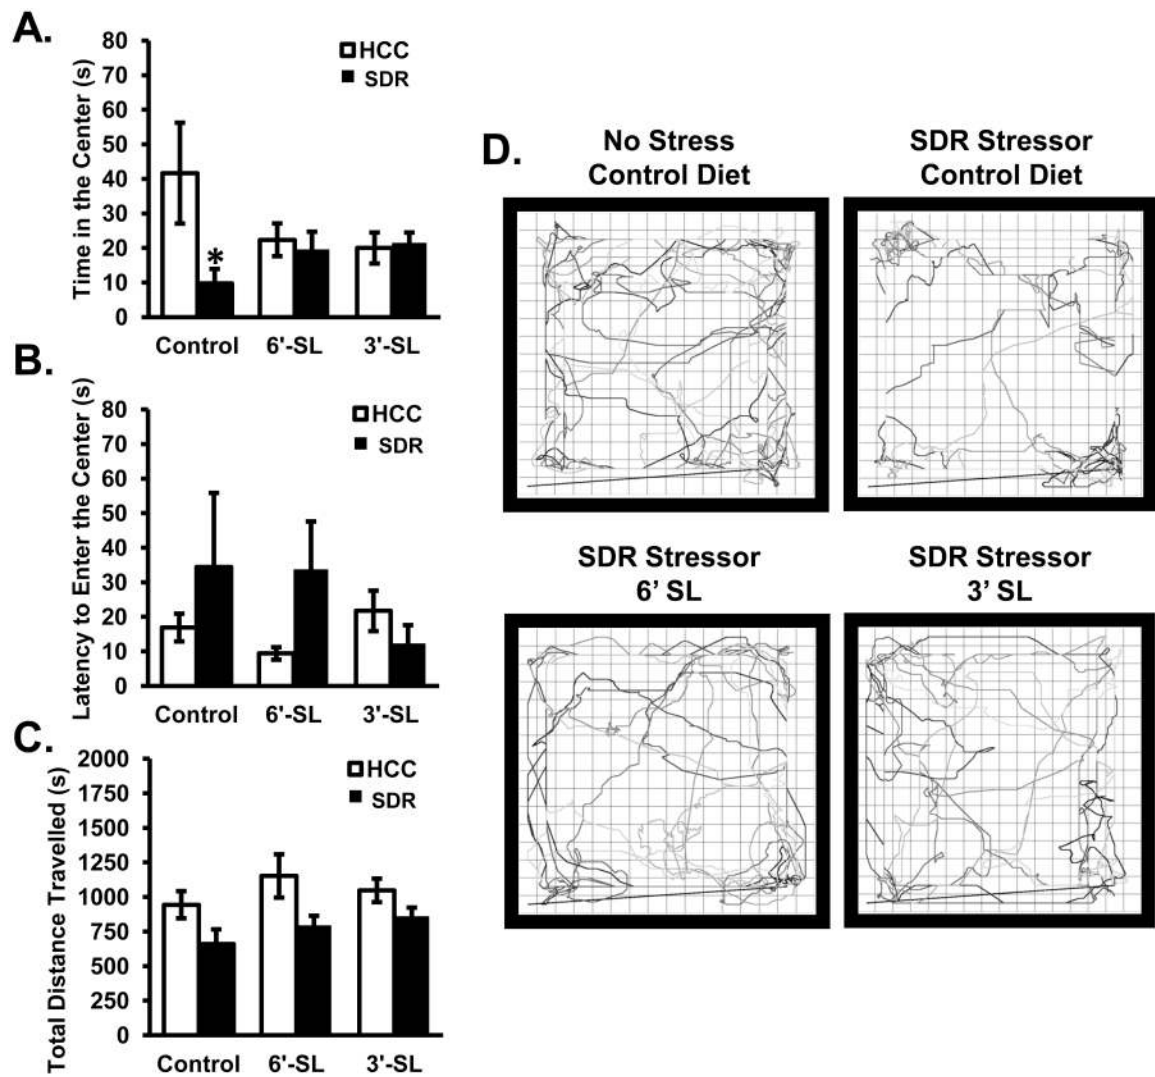 A.
Time in the Center (s)
80
70
60
50
40
30
20
10
0
HCC
SDR
*
Control 6'-SL 3'-SL
B.
Latency to Enter the Center (s)
80
70
60
50
40
30
20
10
0
HCC
SDR
Control 6'-SL 3'-SL
C.
Total Distance Travelled (s)
2000
1750
1500
1250
1000
750
500
250
0
HCC
SDR
Control 6'-SL 3'-SL
D.
No Stress
Control Diet
SDR Stressor
Control Diet
SDR Stressor
6’ SL
SDR Stressor
3’ SL